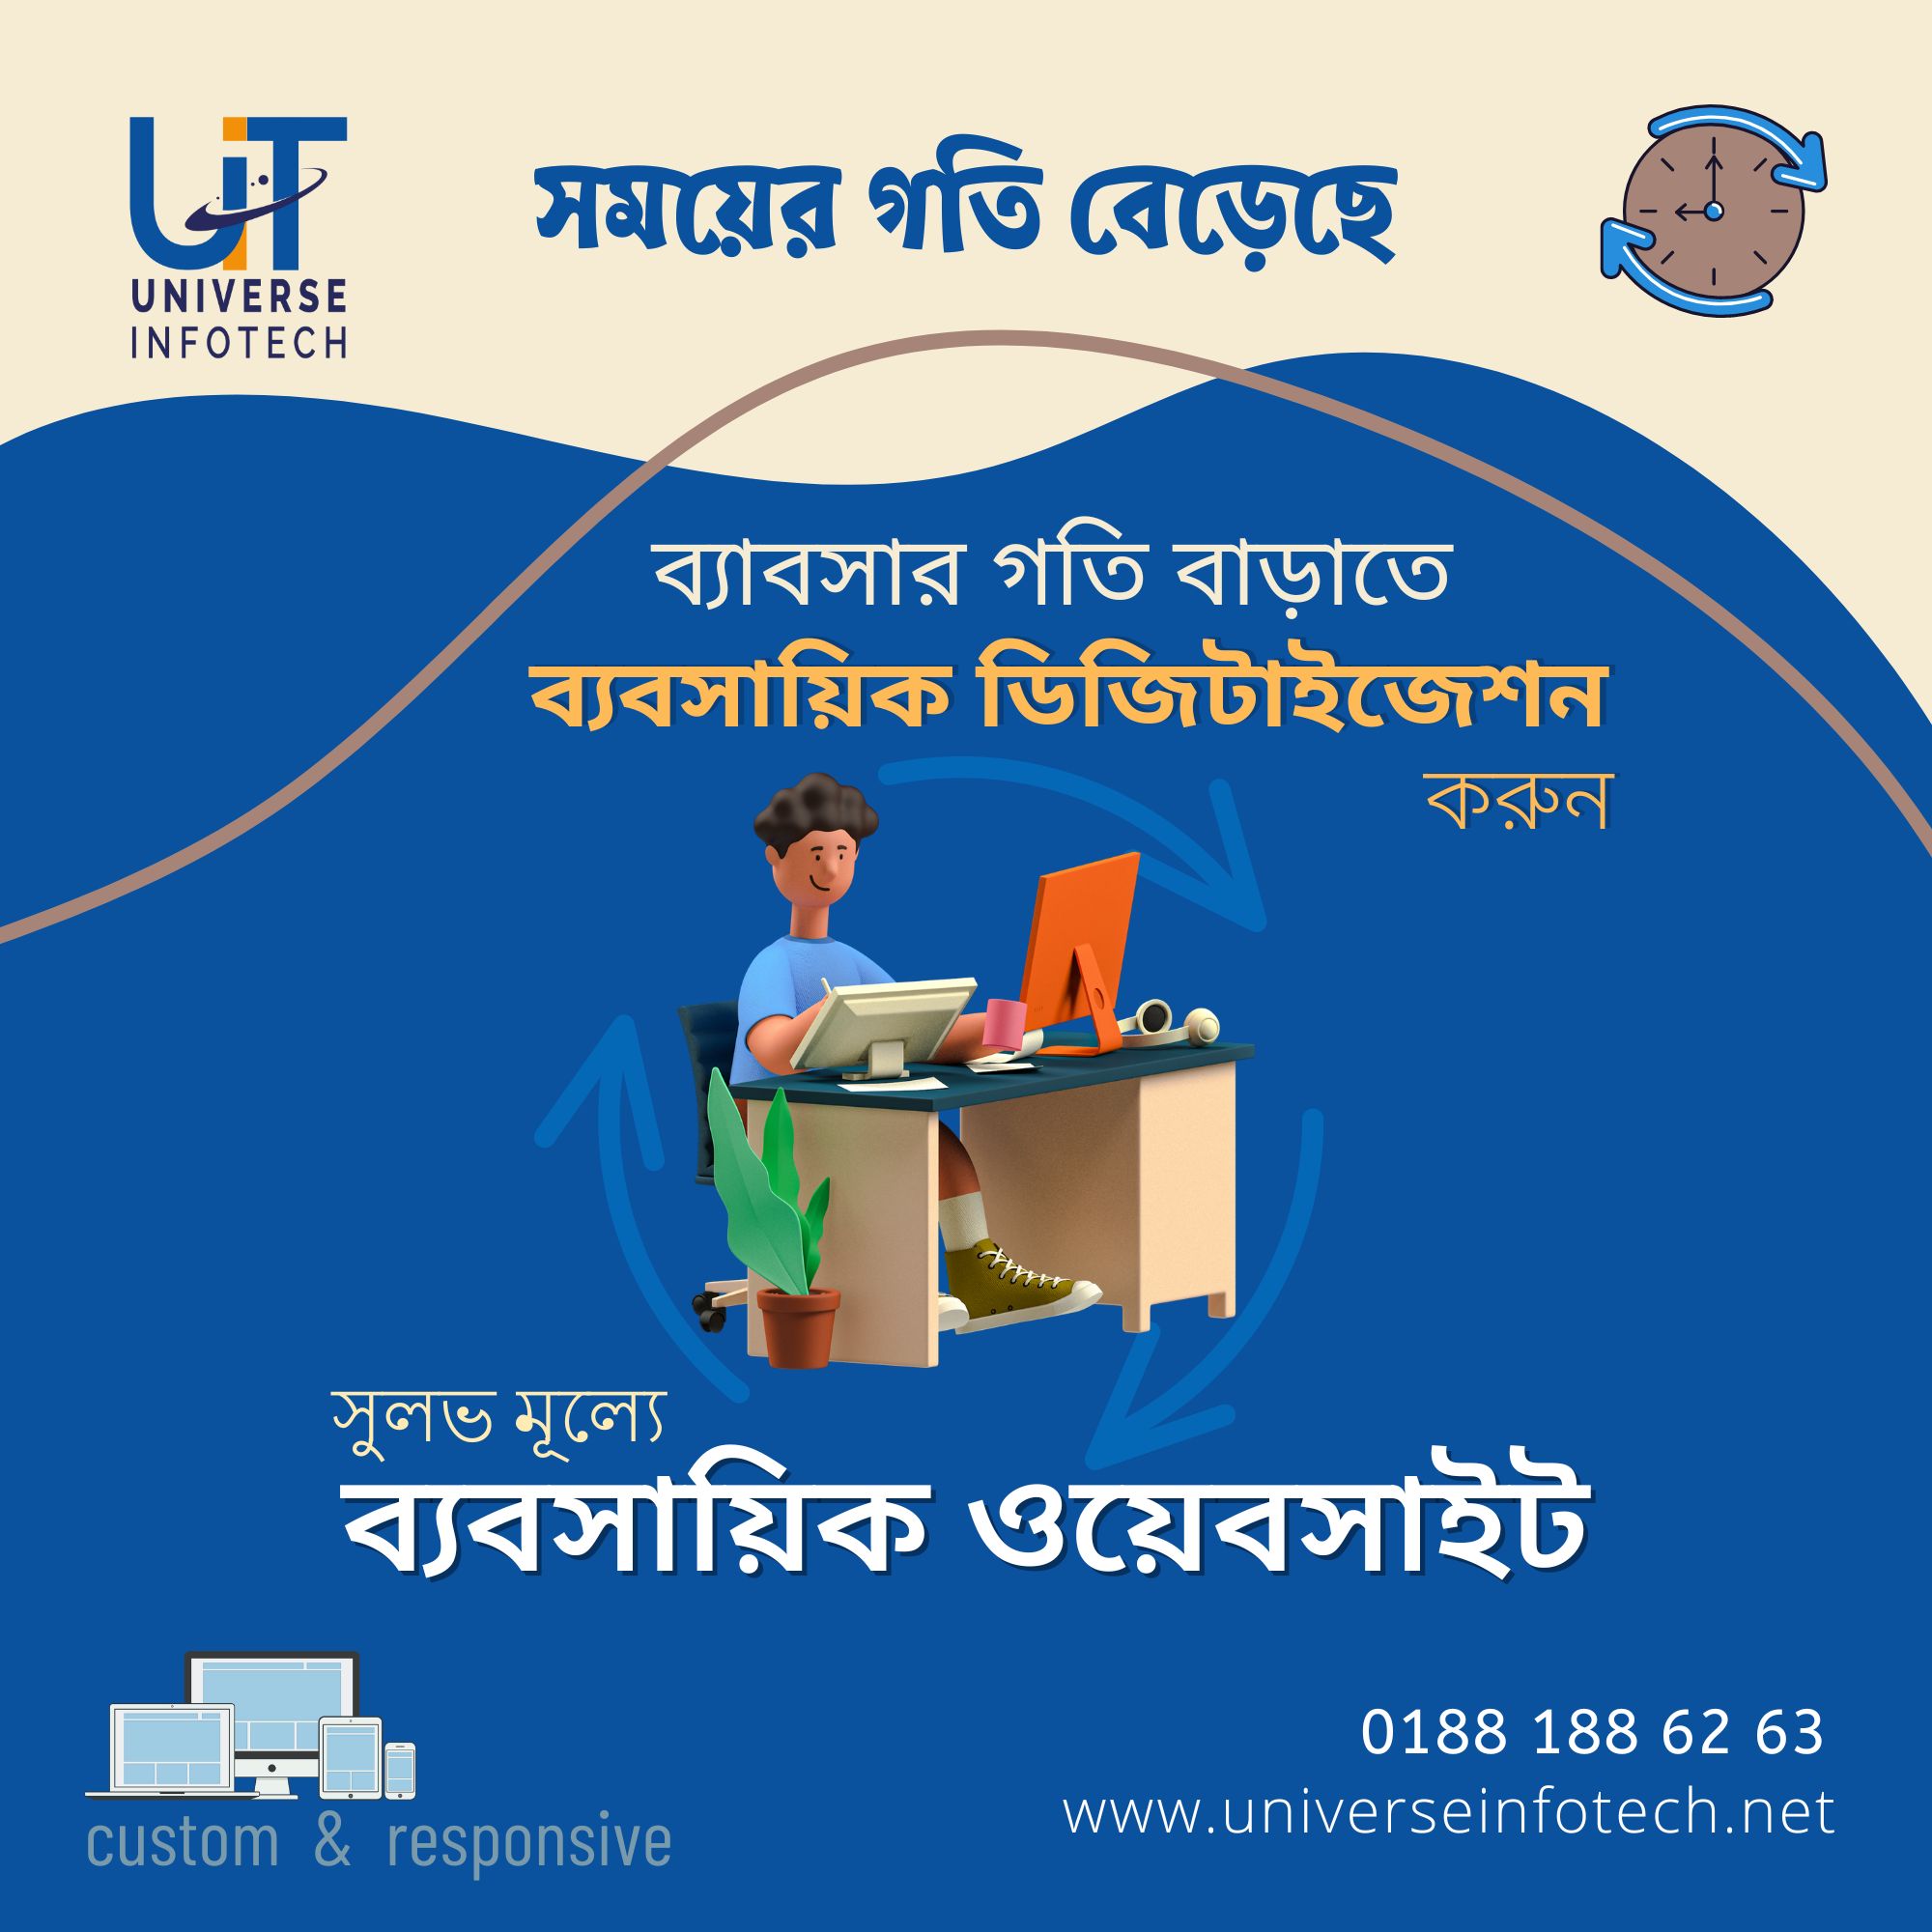 UiT
UNIVERSE
INFOTECH
সময়ের গতি বেড়েছে
ব্যাবসার গতি বাড়াতে
ব্যবসায়িক ডিজিটাইজেশন
করুন
সুলভ মূল্যে
ব্যবসায়িক ওয়েবসাইট
custom & responsive
0188 188 62 63
www.universeinfotech.net